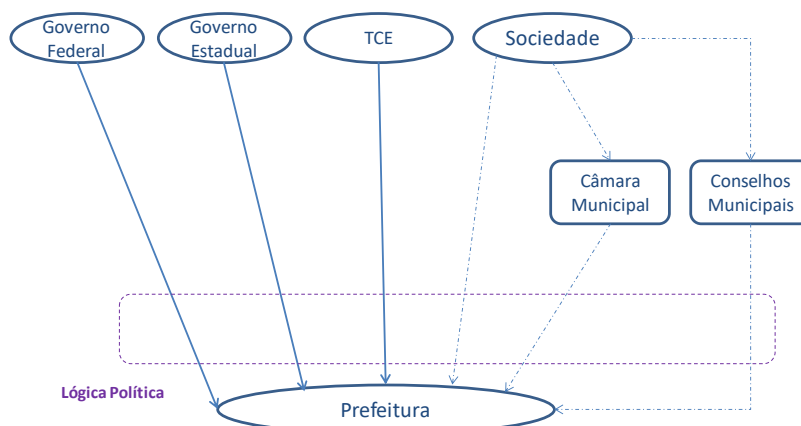 Governo
Federal
Governo
Estadual
TCE
Sociedade
Câmara
Municipal
Conselhos
Municipais
Lógica Política
Prefeitura